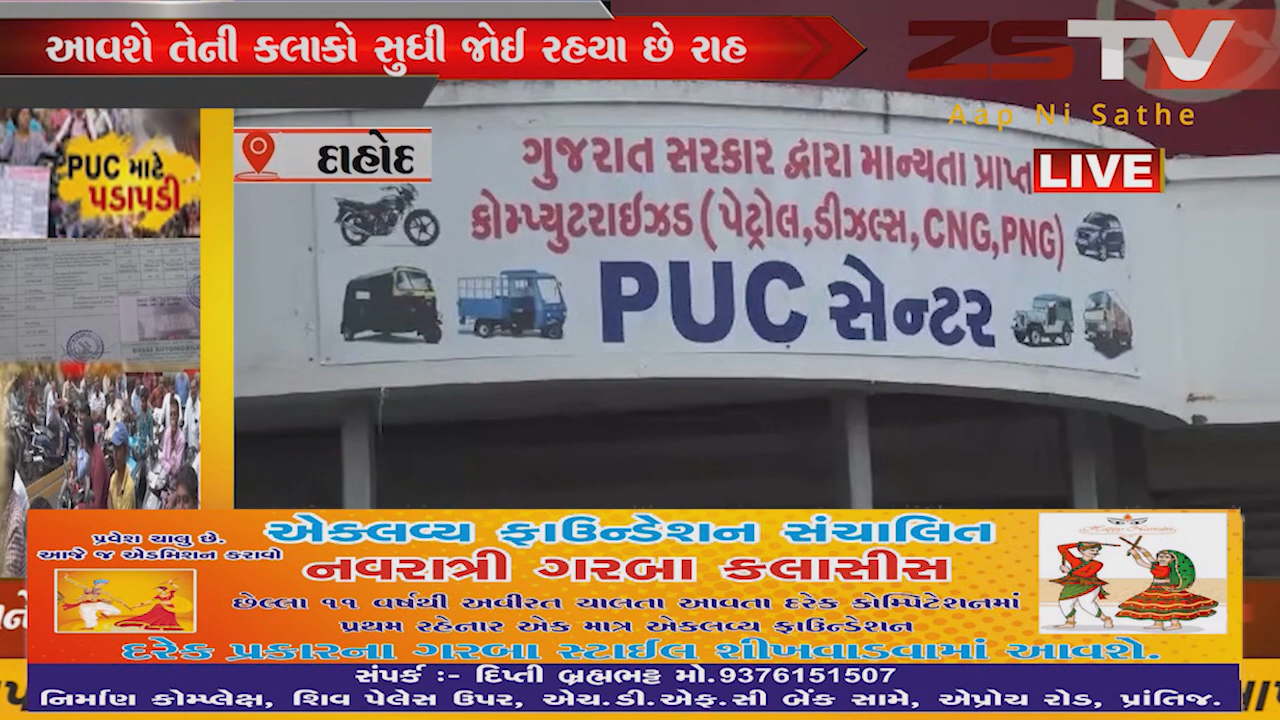 આવશે તેની કલાકો સુધી જોઈ રહયા છે રાહ
ZSTV
Aap Ni Sathe
LIVE
દાહોદ
PUC માટે
પડાપડી
ગુજરાત સરકાર દ્વારા માન્યતા પ્રાપ્ત
કોમ્પ્યુટરાઇઝડ (પેટ્રોલ,ડીઝલ્સ,CNG,PNG)
PUC સેન્ટર
પ્રવેશ ચાલુ છે.
આજે જ એડમિશન કરાવો
એકલવ્ય ફાઉન્ડેશન સંચાલિત
નવરાત્રી ગરબા કલાસીસ
છેલ્લા ૧૧ વર્ષથી અવીરત ચાલતા આવતા દરેક કોમ્પિટેશનમાં
પ્રથમ રહેનાર એક માત્ર એકલવ્ય ફાઉન્ડેશન
દરેક પ્રકારના ગરબા સ્ટાઈલ શીખવાડવામાં આવશે.
Happy Navratri
સંપર્ક :- દિપ્તી બ્રહ્મભટ્ટ મો.9376151507
નિર્માણ કોમ્પ્લેક્ષ, શિવ પેલેસ ઉપર, એચ.ડી.એફ.સી બેંક સામે, એપ્રોચ રોડ, પ્રાંતિજ.